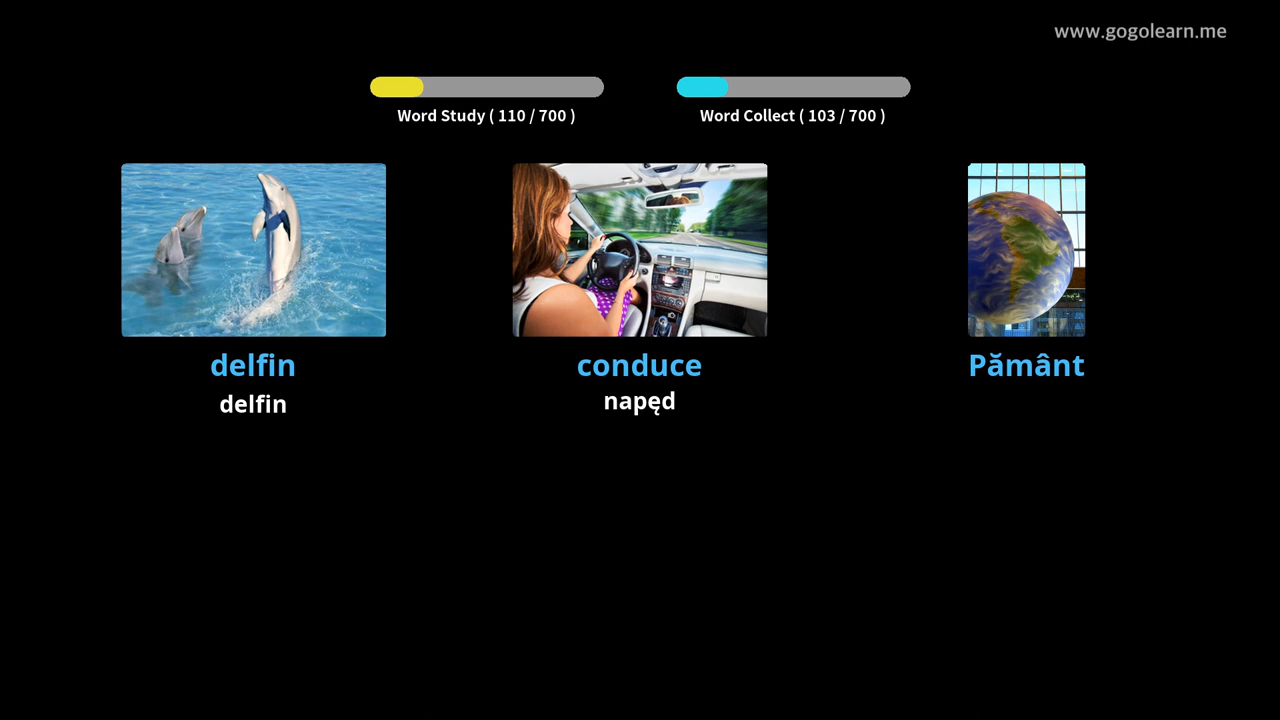 www.gogolearn.me
Word Study ( 110 / 700 )
Word Collect ( 103 / 700 )
delfin
conduce
Pământ
delfin
napęd